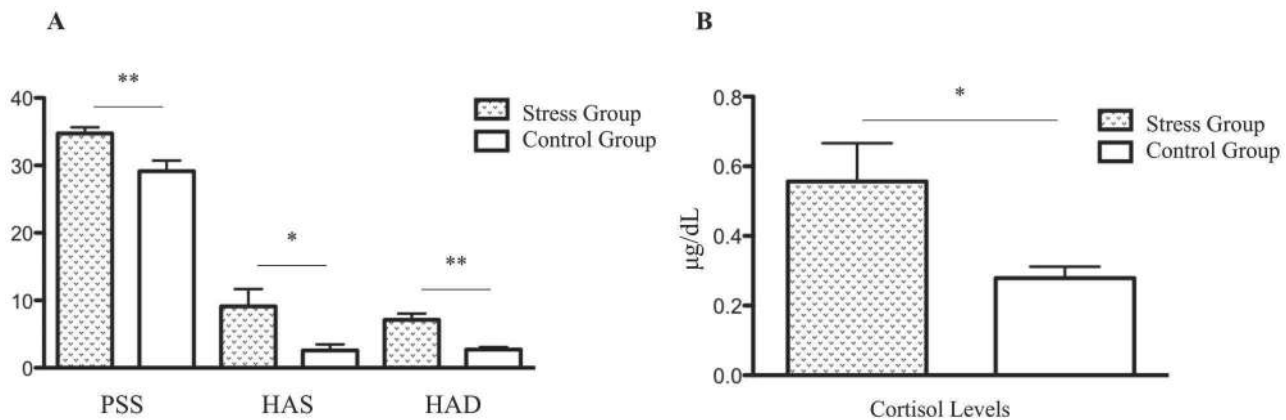 A
**
40
30
20
10
0
*
**
Stress Group
Control Group
PSS
HAS
HAD
B
*
0.8
0.6
0.4
0.2
0.0
µg/dL
Stress Group
Control Group
Cortisol Levels